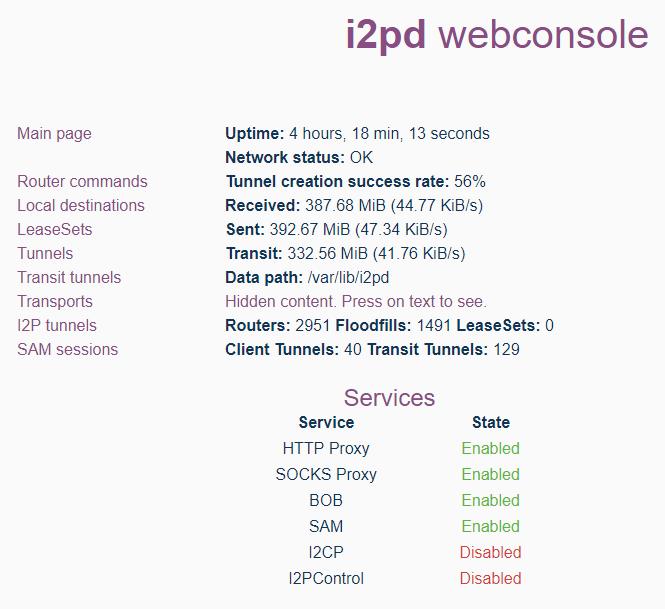 i2pd webconsole
Main page
Router commands
Local destinations
LeaseSets
Tunnels
Transit tunnels
Transports
I2P tunnels
SAM sessions
Uptime: 4 hours, 18 min, 13 seconds
Network status: OK
Tunnel creation success rate: 56%
Received: 387.68 MiB (44.77 KiB/s)
Sent: 392.67 MiB (47.34 KiB/s)
Transit: 332.56 MiB (41.76 KiB/s)
Data path: /var/lib/i2pd
Hidden content. Press on text to see.
Routers: 2951 Floodfills: 1491 LeaseSets: 0
Client Tunnels: 40 Transit Tunnels: 129
Services
Service State
HTTP Proxy Enabled
SOCKS Proxy Enabled
BOB Enabled
SAM Enabled
I2CP Disabled
I2PControl Disabled